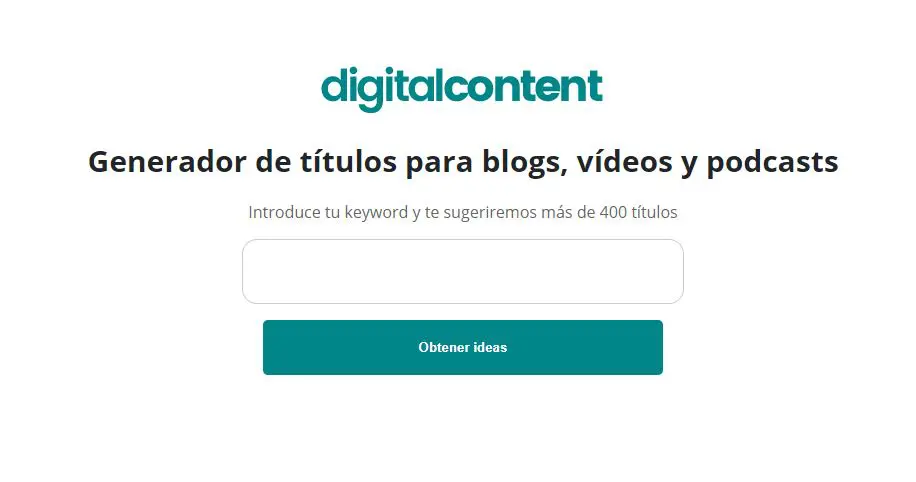 digitalcontent
Generador de títulos para blogs, vídeos y podcasts
Introduce tu keyword y te sugeriremos más de 400 títulos
Obtener ideas